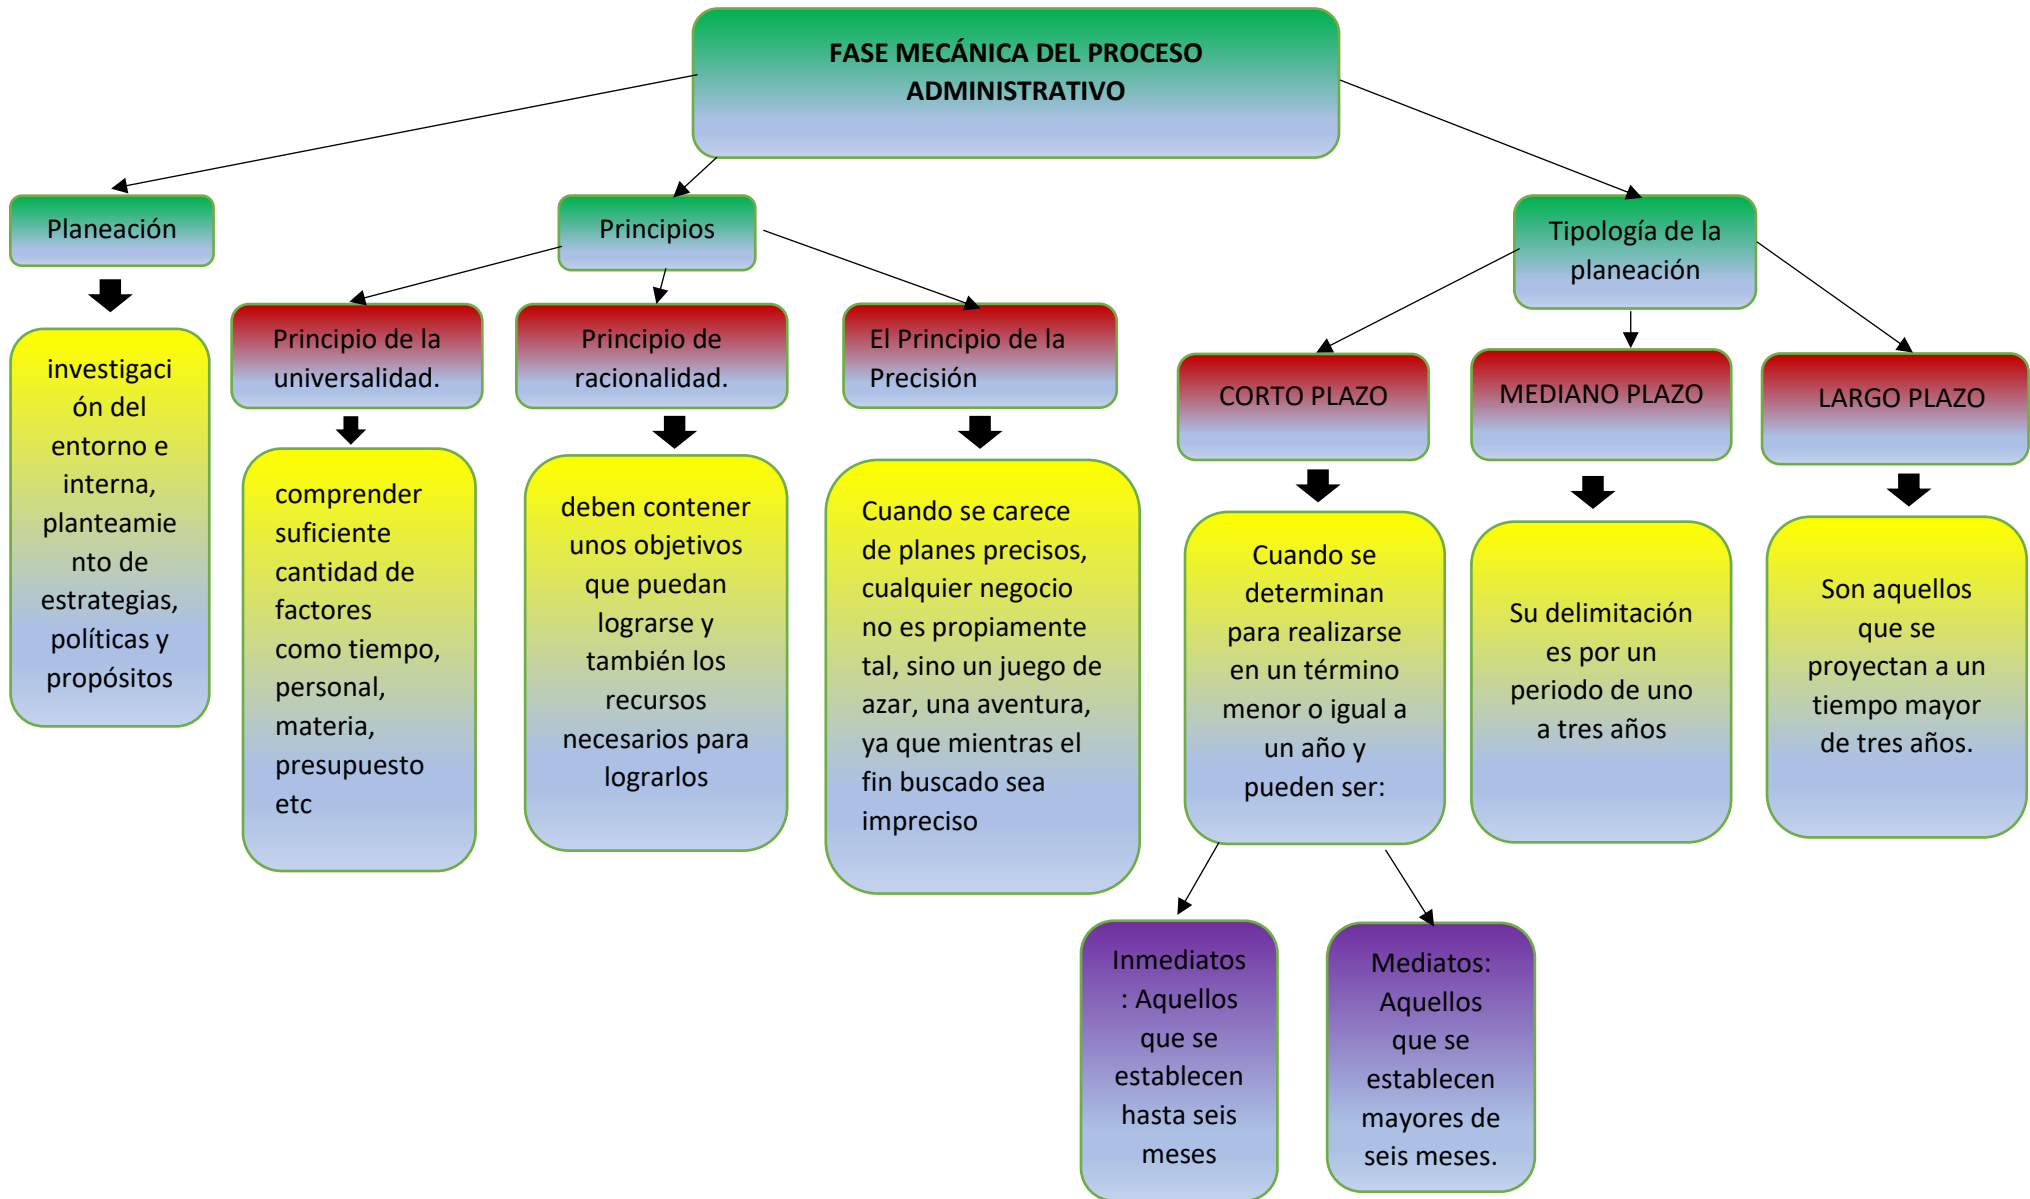 FASE MECÁNICA DEL PROCESO
ADMINISTRATIVO
Planeación
investigaci
ón del
entorno e
interna,
planteamie
nto de
estrategias,
políticas y
propósitos
Principios
Principio de la
universalidad.
comprender
suficiente
cantidad de
factores
como tiempo,
personal,
materia,
presupuesto
etc
Principio de
racionalidad.
deben contener
unos objetivos
que puedan
lograrse y
también los
recursos
necesarios para
lograrlos
El Principio de la
Precisión
Cuando se carece
de planes precisos,
cualquier negocio
no es propiamente
tal, sino un juego de
azar, una aventura,
ya que mientras el
fin buscado sea
impreciso
Tipología de la
planeación
CORTO PLAZO
Cuando se
determinan
para realizarse
en un término
menor o igual a
un año y
pueden ser:
Inmediatos
: Aquellos
que se
establecen
hasta seis
meses
Mediatos:
Aquellos
que se
establecen
mayores de
seis meses.
MEDIANO PLAZO
Su delimitación
es por un
periodo de uno
a tres años
LARGO PLAZO
Son aquellos
que se
proyectan a un
tiempo mayor
de tres años.